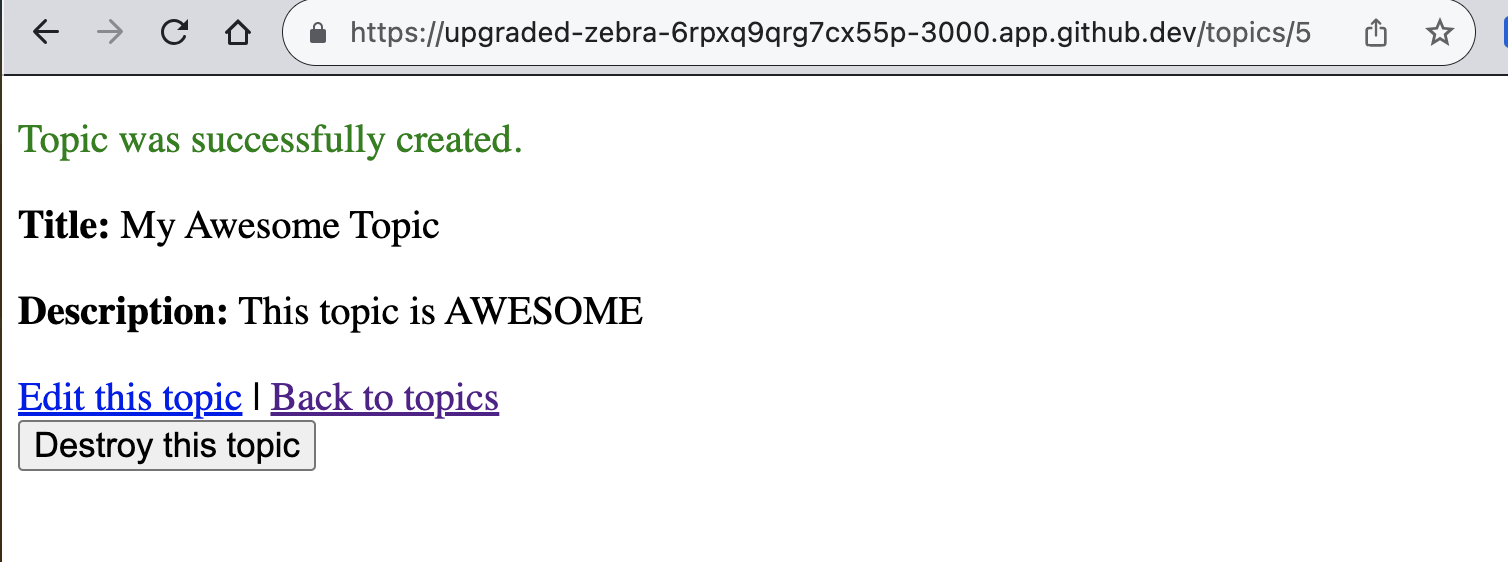 https://upgraded-zebra-6rpxq9qrg7cx55p-3000.app.github.dev/topics/5
Topic was successfully created.
Title: My Awesome Topic
Description: This topic is AWESOME
Edit this topic | Back to topics
Destroy this topic